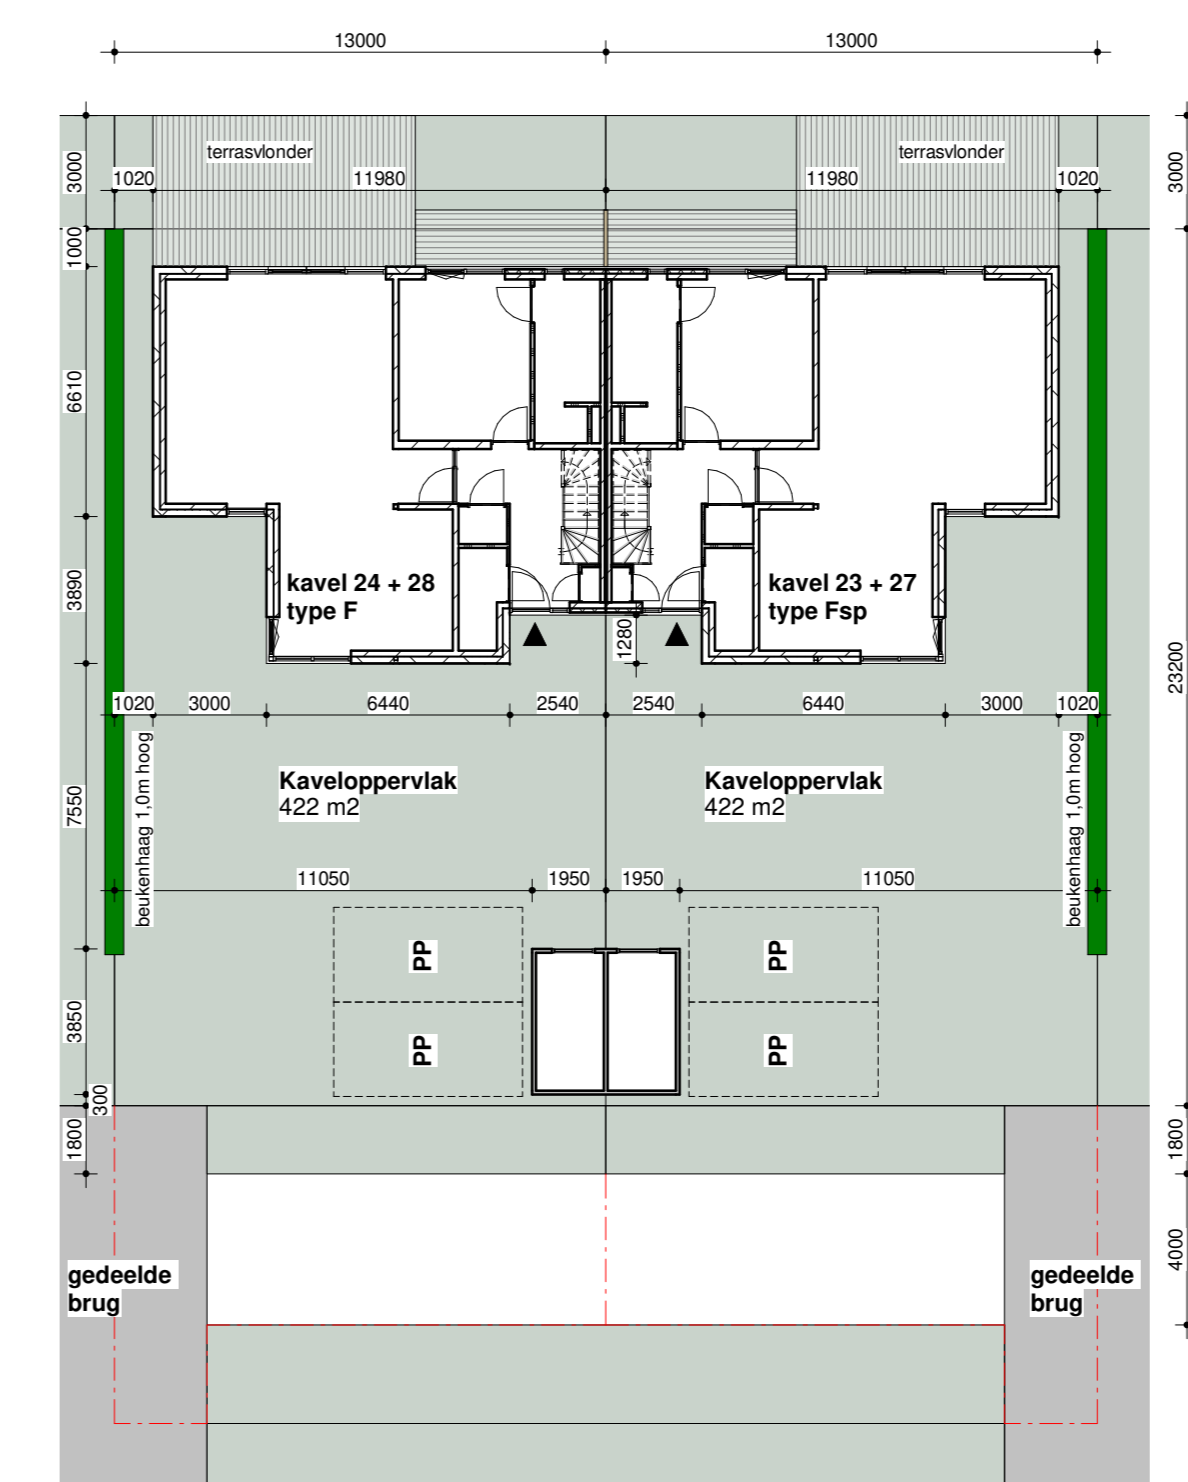 13000 13000
terrasvlonder terrasvlonder
3000 3000
1020 11980 11980 1020
1000
6610
3890
kavel 24 + 28
type F
kavel 23 + 27
type Fsp
1280
23200
1020 3000 6440 2540 2540 6440 3000 1020
beukenhaag 1,0m hoog
beukenhaag 1,0m hoog
Kaveloppervlak
422 m2
Kaveloppervlak
422 m2
7550
11050 1950 1950 11050
PP PP
3850
PP PP
300
1800 1800
4000
gedeelde
brug
gedeelde
brug